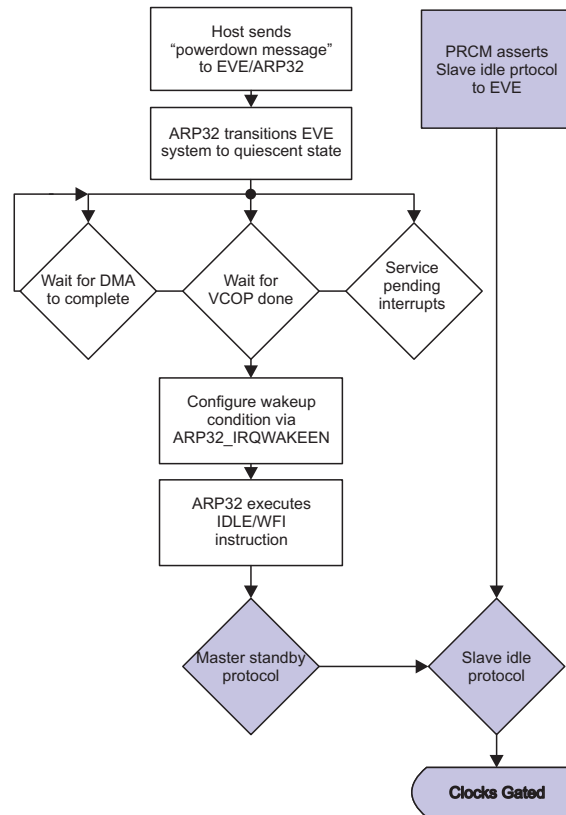 Host sends
“powerdown message”
to EVE/ARP32
PRCM asserts
Slave idle prtocol
to EVE
ARP32 transitions EVE
system to quiescent state
Wait for DMA
to complete
Wait for
VCOP done
Service
pending
interrupts
Configure wakeup
condition via
ARP32_IRQWAKEEN
ARP32 executes
IDLE/WFI
instruction
Master standby
protocol
Slave idle
protocol
Clocks Gated